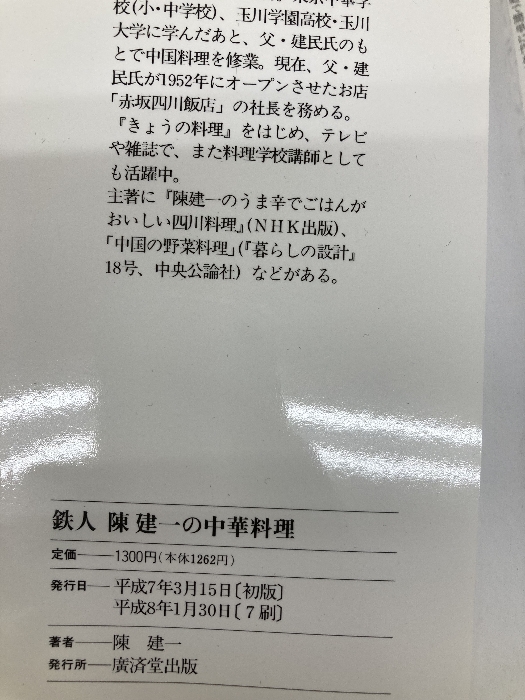 校(小・中学校)、玉川学園高校・玉川
大学に学んだあと、父・建民氏のも
とで中国料理を修業。現在、父・建
民氏が1952年にオープンさせたお店
「赤坂四川飯店」の社長を務める。
『きょうの料理』をはじめ、テレビ
や雑誌で、また料理学校講師として
も活躍中。
主著に『陳建一のうま辛でごはんが
おいしい四川料理』(NHK出版)、
「中国の野菜料理」(『暮らしの設計』
18号、中央公論社) などがある。
鉄人 陳建一の中華料理
定価――1300円(本体1262円)
発行日――平成7年3月15日〔初版〕
平成8年1月30日〔7刷〕
著者――陳 建一
発行所――廣済堂出版